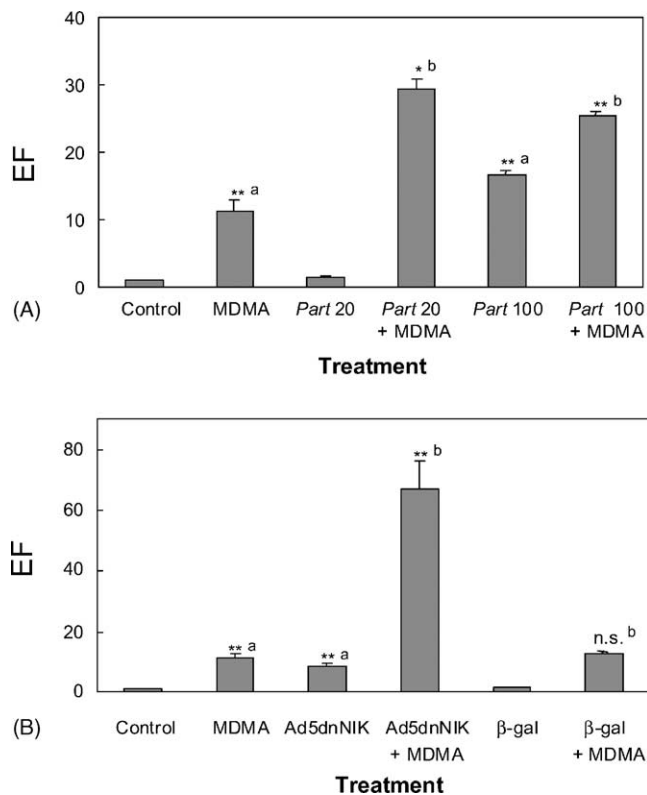 40
30
20
10
0
EF
** a
* b
** a
** b
Control MDMA Part 20 Part 20 + MDMA Part 100 Part 100 + MDMA
(A)
Treatment
80
60
40
20
0
EF
** a
** a
** b
n.s. b
Control MDMA Ad5dnNIK Ad5dnNIK + MDMA β-gal β-gal + MDMA
(B)
Treatment